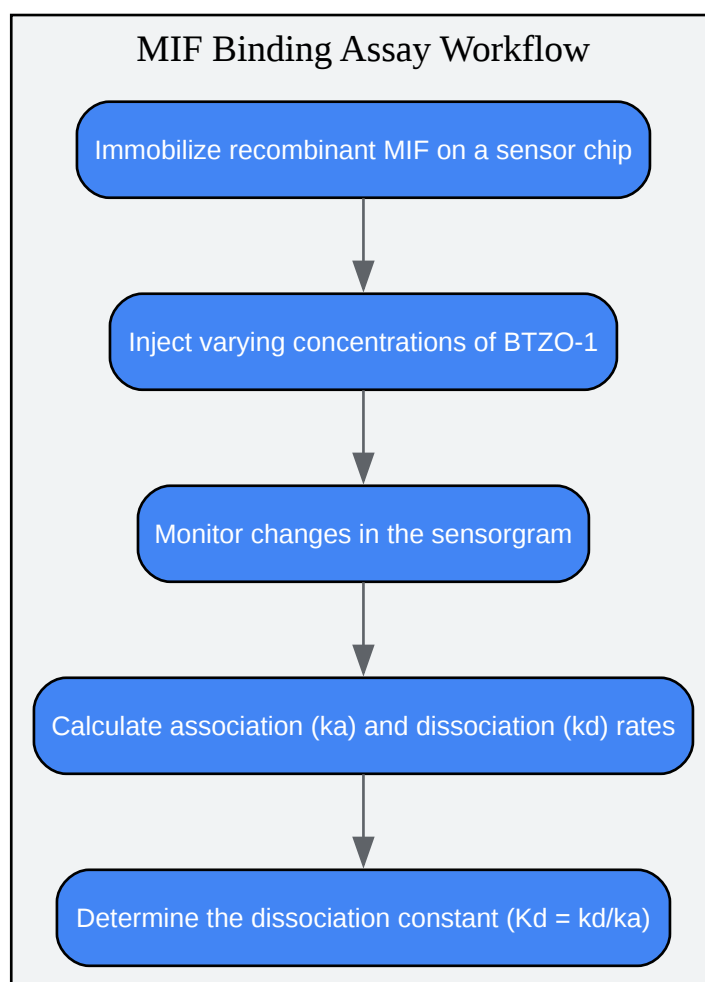 MIF Binding Assay Workflow
Immobilize recombinant MIF on a sensor chip
Inject varying concentrations of BTZO-1
Monitor changes in the sensorgram
Calculate association (ka) and dissociation (kd) rates
Determine the dissociation constant (Kd = kd/ka)